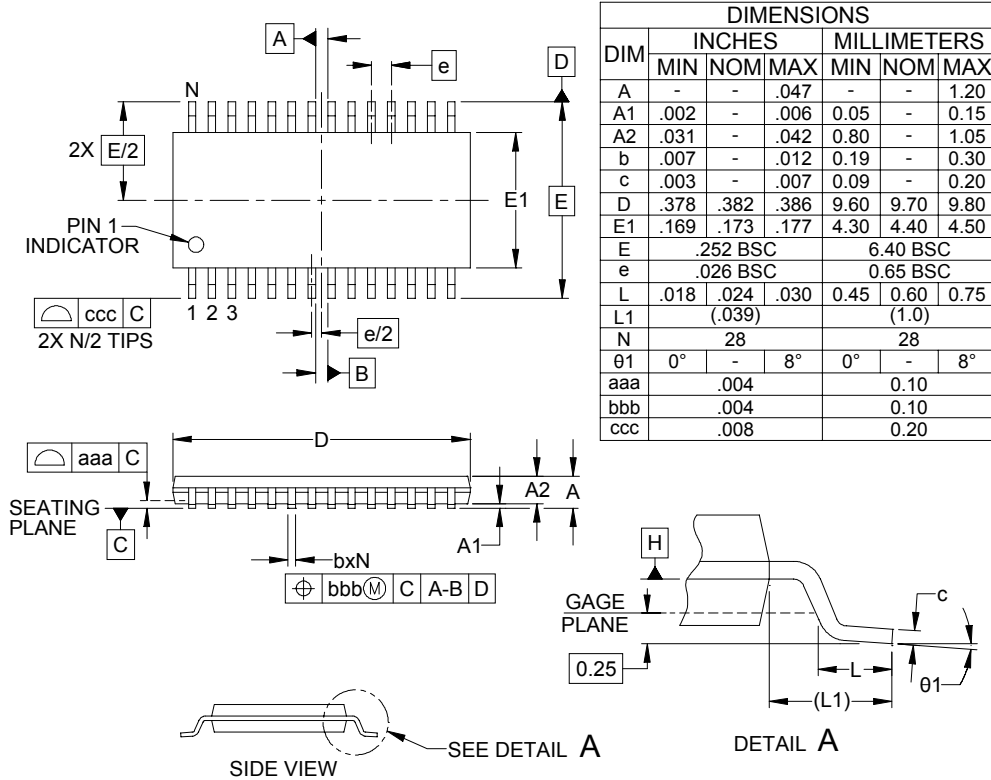 A
e
D
N
2X E/2
E1
E
PIN 1
INDICATOR
1 2 3
ccc C
2X N/2 TIPS
e/2
B
DIMENSIONS
DIM INCHES MILLIMETERS
MIN NOM MAX MIN NOM MAX
A - - .047 - - 1.20
A1 .002 - .006 0.05 - 0.15
A2 .031 - .042 0.80 - 1.05
b .007 - .012 0.19 - 0.30
c .003 - .007 0.09 - 0.20
D .378 .382 .386 9.60 9.70 9.80
E1 .169 .173 .177 4.30 4.40 4.50
E .252 BSC 6.40 BSC
e .026 BSC 0.65 BSC
L .018 .024 .030 0.45 0.60 0.75
L1 (.039) (1.0)
N 28 28
θ1 0° - 8° 0° - 8°
aaa .004 0.10
bbb .004 0.10
ccc .008 0.20
D
aaa C
A2 A
SEATING
PLANE
C
A1
bxN
bbb Ⓜ C A-B D
H
GAGE
PLANE
0.25
c
L
(L1)
θ1
DETAIL A
SEE DETAIL A
SIDE VIEW